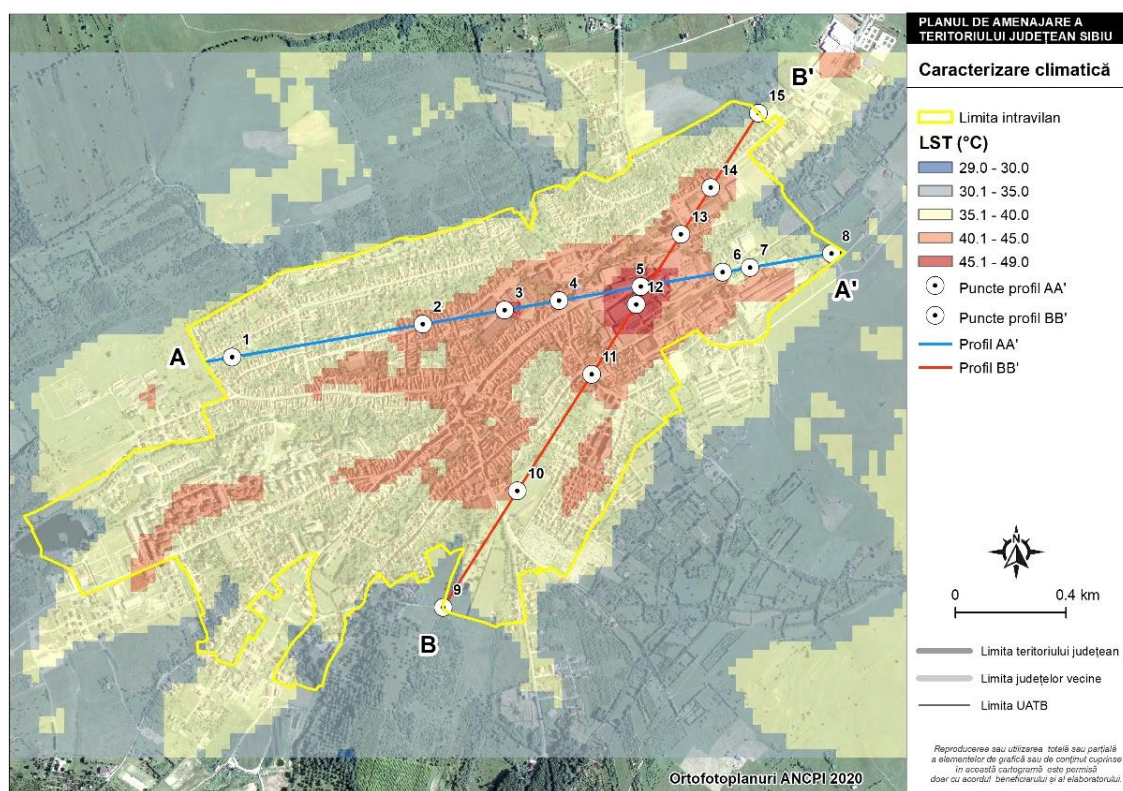 PLANUL DE AMENAJARE A
TERITORIULUI JUDEȚEAN SIBIU
Caracterizare climatică
Limita intravilan
LST (°C)
29.0 - 30.0
30.1 - 35.0
35.1 - 40.0
40.1 - 45.0
45.1 - 49.0
Puncte profil AA'
Puncte profil BB'
Profil AA'
Profil BB'
N
0 0.4 km
Limita teritoriului județean
Limita județelor vecine
Limita UATB
Reproducerea sau utilizarea totală sau parțială
a elementelor de grafică sau de conținut cuprinse
în această cartogramă este permisă
doar cu acordul beneficiarului și al elaboratorului.
B'
15
14
13
8
7
6
A'
5
12
4
3
2
1
A
11
10
9
B
Ortofotoplanuri ANCPI 2020